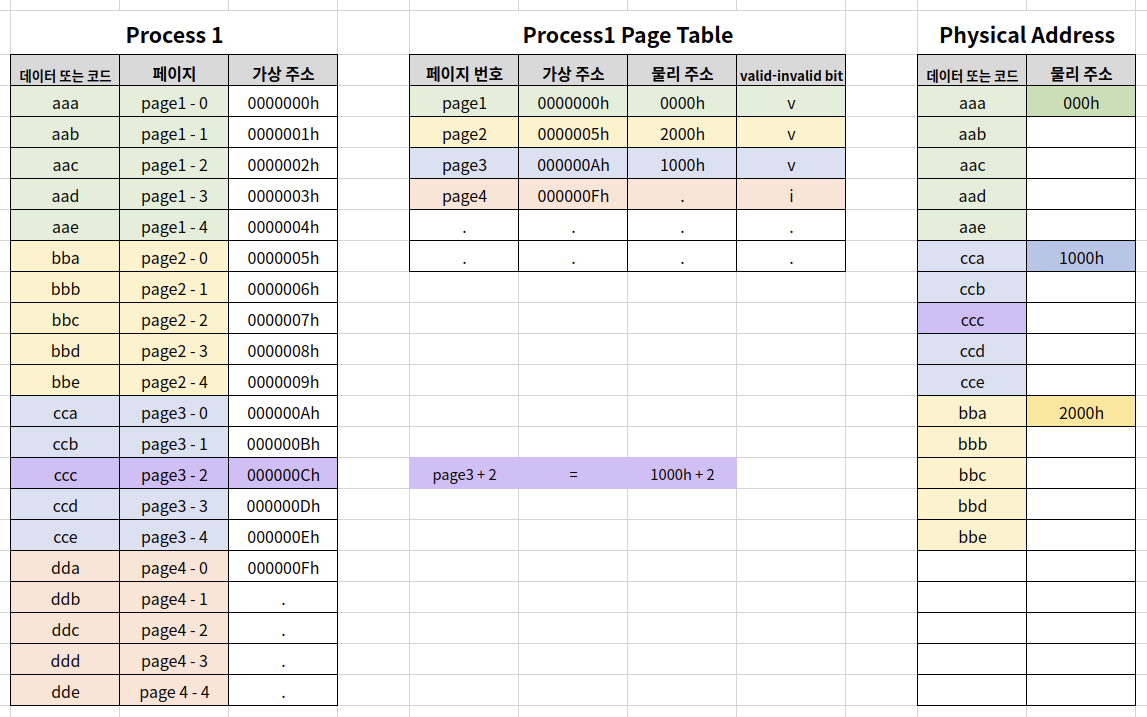 Process 1 Process1 Page Table Physical Address
데이터 또는 코드 페이지 가상 주소 페이지 번호 가상 주소 물리 주소 valid-invalid bit 데이터 또는 코드 물리 주소
aaa page1 - 0 0000000h page1 0000000h 0000h v aaa 000h
aab page1 - 1 0000001h page2 0000005h 2000h v aab
aac page1 - 2 0000002h page3 000000Ah 1000h v aac
aad page1 - 3 0000003h page4 000000Fh . i aad
aae page1 - 4 0000004h . . . . aae
bba page2 - 0 0000005h . . . . cca 1000h
bbb page2 - 1 0000006h ccb
bbc page2 - 2 0000007h ccc
bbd page2 - 3 0000008h ccd
bbe page2 - 4 0000009h cce
cca page3 - 0 000000Ah bba 2000h
ccb page3 - 1 000000Bh bbb
ccc page3 - 2 000000Ch page3 + 2 = 1000h + 2 bbc
ccd page3 - 3 000000Dh bbd
cce page3 - 4 000000Eh bbe
dda page4 - 0 000000Fh
ddb page4 - 1 .
ddc page4 - 2 .
ddd page4 - 3 .
dde page 4 - 4 .